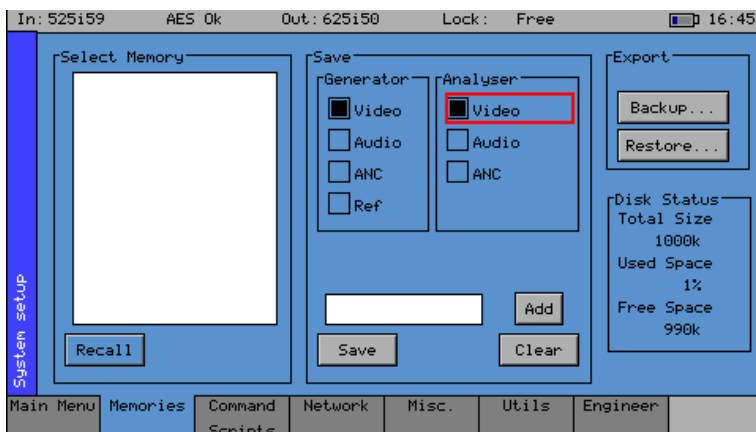 In: 525i59 AES Ok Out: 625i50 Lock: Free 16:45
System setup
Select Memory
Recall
Save
Generator
Video
Audio
ANC
Ref
Analyser
Video
Audio
ANC
Add
Save
Clear
Export
Backup...
Restore...
Disk Status
Total Size
1000k
Used Space
1%
Free Space
990k
Main Menu Memories Command Scripts Network Misc. Utils Engineer